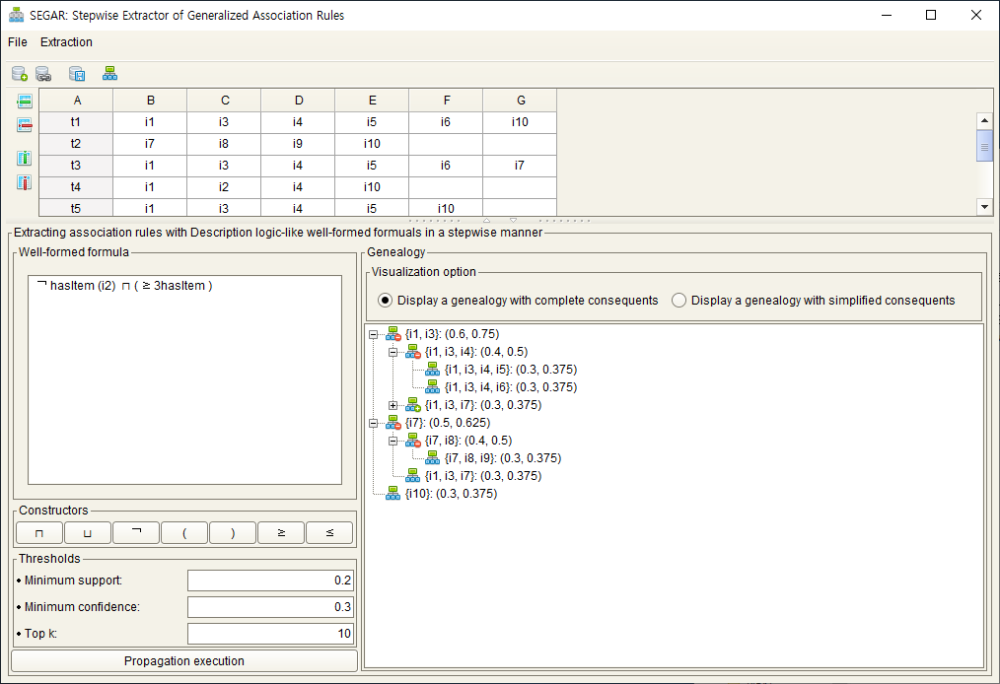 SEGAR: Stepwise Extractor of Generalized Association Rules
File Extraction
A B C D E F G
t1 i1 i3 i4 i5 i6 i10
t2 i7 i8 i9 i10
t3 i1 i3 i4 i5 i6 i7
t4 i1 i2 i4 i10
t5 i1 i3 i4 i5 i10
Extracting association rules with Description logic-like well-formed formuals in a stepwise manner
Well-formed formula
¬ hasItem (i2) ⊓ ( ≥ 3hasItem )
Constructors
⊓ ⊔ ¬ ( ) ≥ ≤
Thresholds
• Minimum support: 0.2
• Minimum confidence: 0.3
• Top k: 10
Propagation execution
Genealogy
Visualization option
Display a genealogy with complete consequents Display a genealogy with simplified consequents
{i1, i3}: (0.6, 0.75)
{i1, i3, i4}: (0.4, 0.5)
{i1, i3, i4, i5}: (0.3, 0.375)
{i1, i3, i4, i6}: (0.3, 0.375)
{i1, i3, i7}: (0.3, 0.375)
{i7}: (0.5, 0.625)
{i7, i8}: (0.4, 0.5)
{i7, i8, i9}: (0.3, 0.375)
{i1, i3, i7}: (0.3, 0.375)
{i10}: (0.3, 0.375)